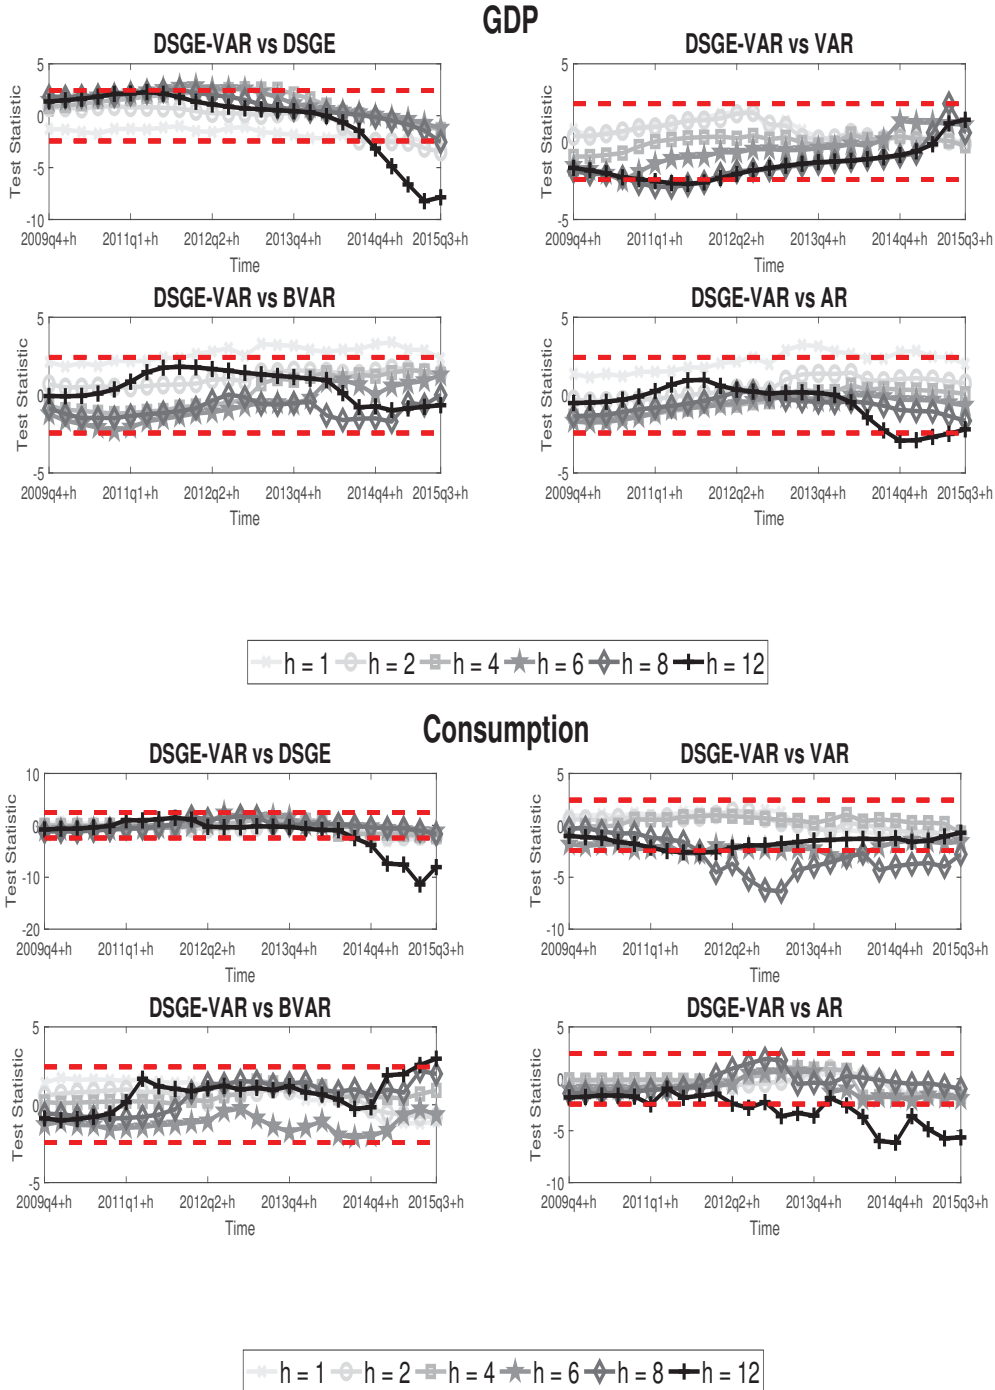 GDP
DSGE-VAR vs DSGE
5
0
-5
-10
Test Statistic
2009q4+h 2011q1+h 2012q2+h 2013q4+h 2014q4+h 2015q3+h
Time
DSGE-VAR vs VAR
5
0
-5
Test Statistic
2009q4+h 2011q1+h 2012q2+h 2013q4+h 2014q4+h 2015q3+h
Time
DSGE-VAR vs BVAR
5
0
-5
Test Statistic
2009q4+h 2011q1+h 2012q2+h 2013q4+h 2014q4+h 2015q3+h
Time
DSGE-VAR vs AR
5
0
-5
Test Statistic
2009q4+h 2011q1+h 2012q2+h 2013q4+h 2014q4+h 2015q3+h
Time
h = 1 h = 2 h = 4 h = 6 h = 8 h = 12
Consumption
DSGE-VAR vs DSGE
10
0
-10
-20
Test Statistic
2009q4+h 2011q1+h 2012q2+h 2013q4+h 2014q4+h 2015q3+h
Time
DSGE-VAR vs VAR
5
0
-5
-10
Test Statistic
2009q4+h 2011q1+h 2012q2+h 2013q4+h 2014q4+h 2015q3+h
Time
DSGE-VAR vs BVAR
5
0
-5
Test Statistic
2009q4+h 2011q1+h 2012q2+h 2013q4+h 2014q4+h 2015q3+h
Time
DSGE-VAR vs AR
5
0
-5
-10
Test Statistic
2009q4+h 2011q1+h 2012q2+h 2013q4+h 2014q4+h 2015q3+h
Time
h = 1 h = 2 h = 4 h = 6 h = 8 h = 12